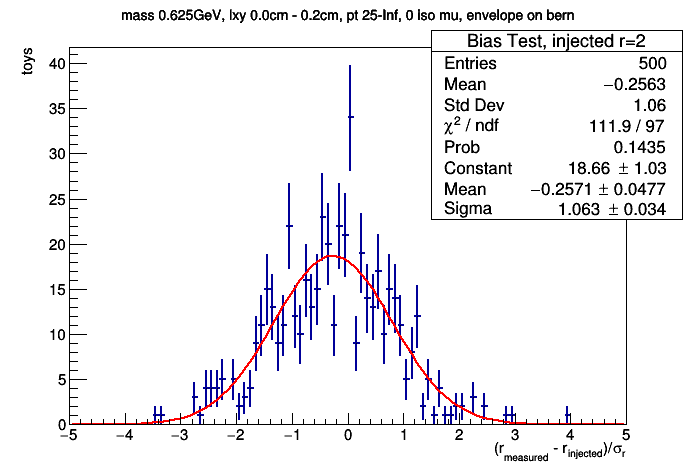 mass 0.625GeV, lxy 0.0cm - 0.2cm, pt 25-Inf, 0 Iso mu, envelope on bern
Bias Test, injected r=2
Entries 500
Mean −0.2563
Std Dev 1.06
χ² / ndf 111.9 / 97
Prob 0.1435
Constant 18.66 ± 1.03
Mean −0.2571 ± 0.0477
Sigma 1.063 ± 0.034
toys
40
35
30
25
20
15
10
5
0
−5 −4 −3 −2 −1 0 1 2 3 4 5
(r_measured - r_injected)/σ_r